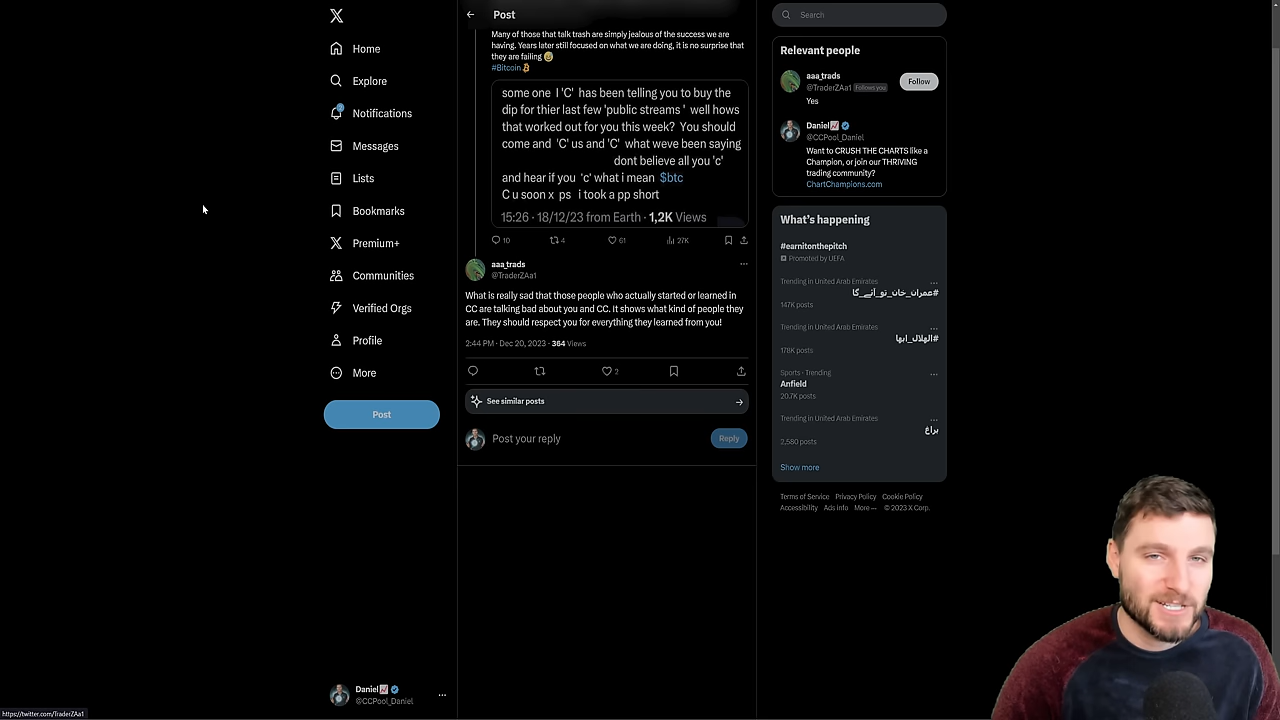 Home
Explore
Notifications
Messages
Lists
Bookmarks
Premium+
Communities
Verified Orgs
Profile
More
Post
Daniel
@CCPool_Daniel
https://twitter.com/TraderZAa1
Post
Many of those that talk trash are simply jealous of the success we are
having. Years later still focused on what we are doing, it is no surprise that
they are failing
#Bitcoin
some one I 'C' has been telling you to buy the
dip for thier last few 'public streams ' well hows
that worked out for you this week? You should
come and 'C' us and 'C' what weve been saying
dont believe all you 'c'
and hear if you 'c' what i mean $btc
C u soon x ps i took a pp short
15:26 · 18/12/23 from Earth · 1,2K Views
10
4
61
27K
aaa_trads
@TraderZAa1
What is really sad that those people who actually started or learned in
CC are talking bad about you and CC. It shows what kind of people they
are. They should respect you for everything they learned from you!
2:44 PM · Dec 20, 2023 · 364 Views
2
See similar posts
Post your reply
Reply
Search
Relevant people
aaa_trads
@TraderZAa1 Follows you
Follow
Yes
Daniel
@CCPool_Daniel
Want to CRUSH THE CHARTS like a
Champion, or join our THRIVING
trading community?
ChartChampions.com
What's happening
#earnitonthepitch
Promoted by UEFA
Trending in United Arab Emirates
#عمران_خان_تو_آئے_گا
147K posts
Trending in United Arab Emirates
#الهلال_ابها
178K posts
Sports · Trending
Anfield
20.7K posts
Trending in United Arab Emirates
براغ
2,580 posts
Show more
Terms of Service Privacy Policy Cookie Policy
Accessibility Ads info More ··· © 2023 X Corp.